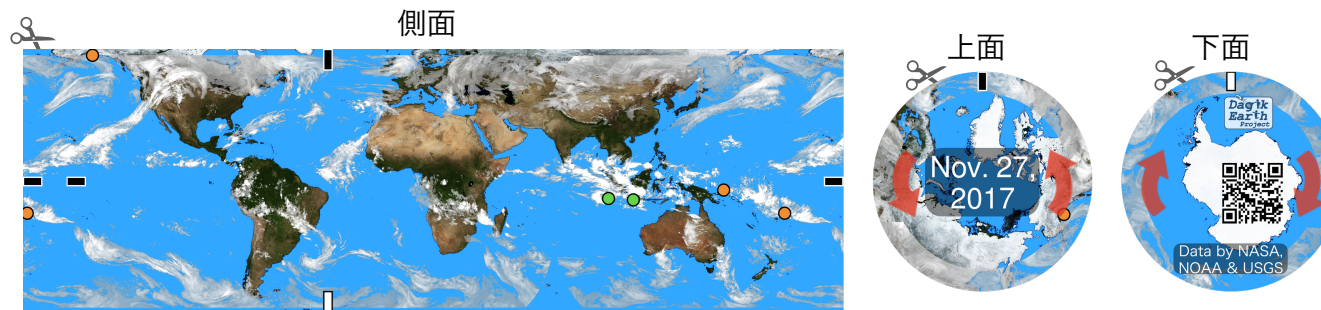 側面
上面
下面
Nov. 27,
2017
Dagik
Earth
Project
Data by NASA,
NOAA & USGS